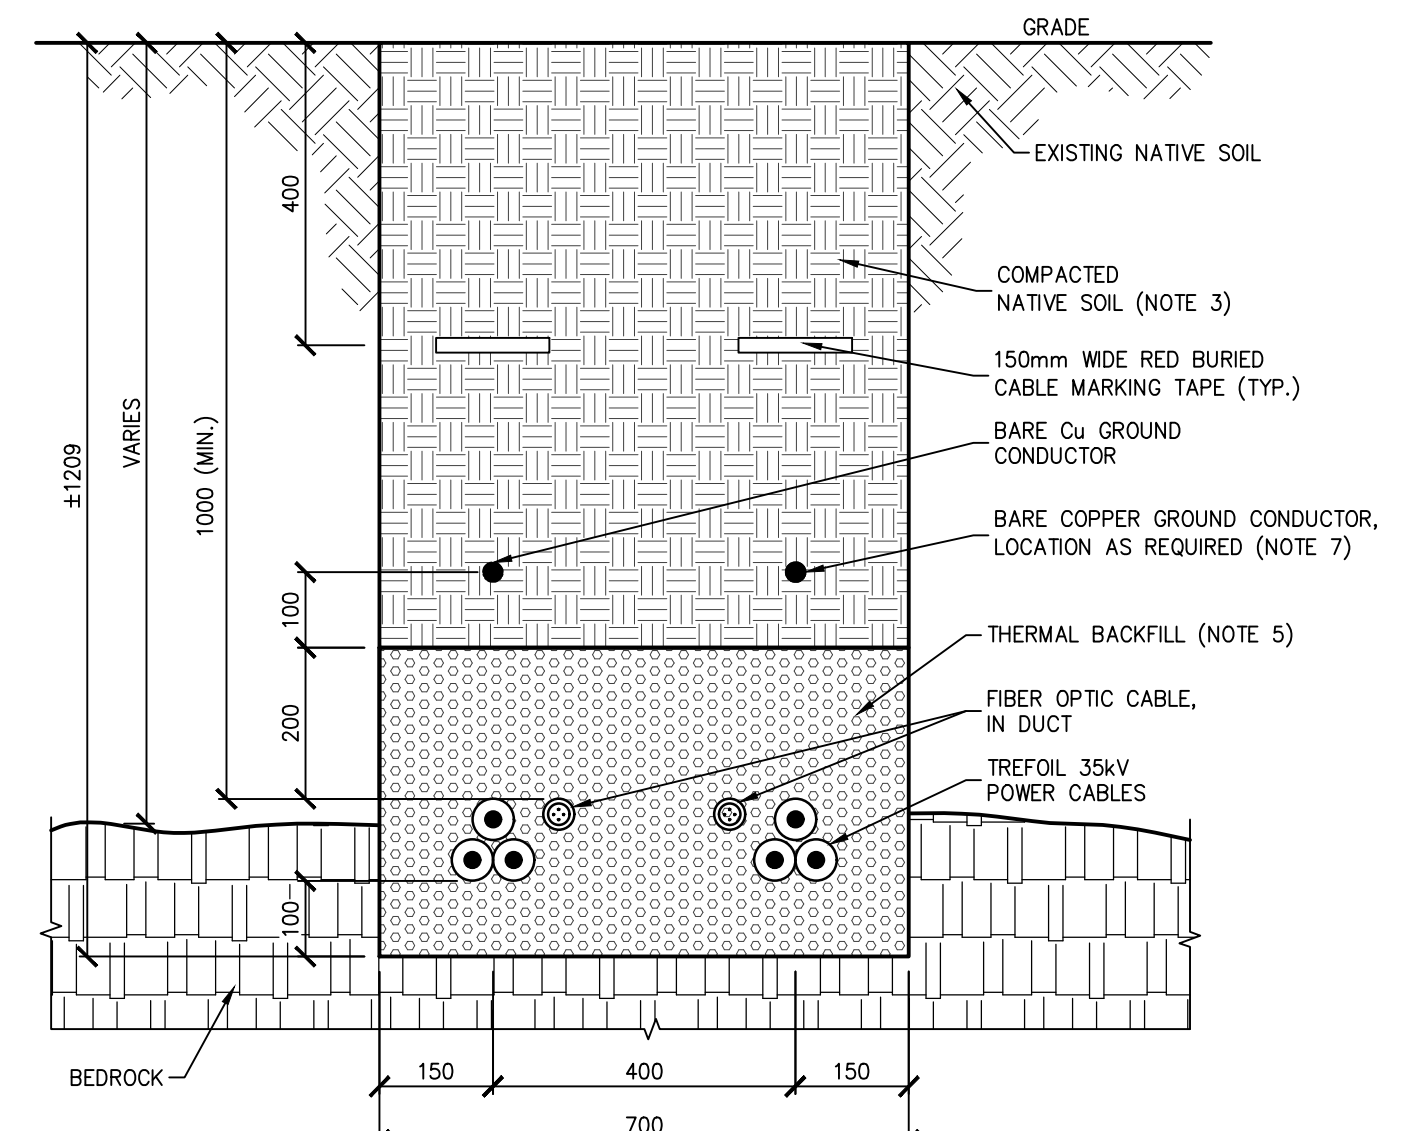 GRADE
EXISTING NATIVE SOIL
400
COMPACTED
NATIVE SOIL (NOTE 3)
150mm WIDE RED BURIED
CABLE MARKING TAPE (TYP.)
VARIES
1000 (MIN.)
±1209
BARE Cu GROUND
CONDUCTOR
BARE COPPER GROUND CONDUCTOR,
LOCATION AS REQUIRED (NOTE 7)
100
THERMAL BACKFILL (NOTE 5)
200
FIBER OPTIC CABLE,
IN DUCT
TREFOIL 35kV
POWER CABLES
100
BEDROCK
150
400
150
700